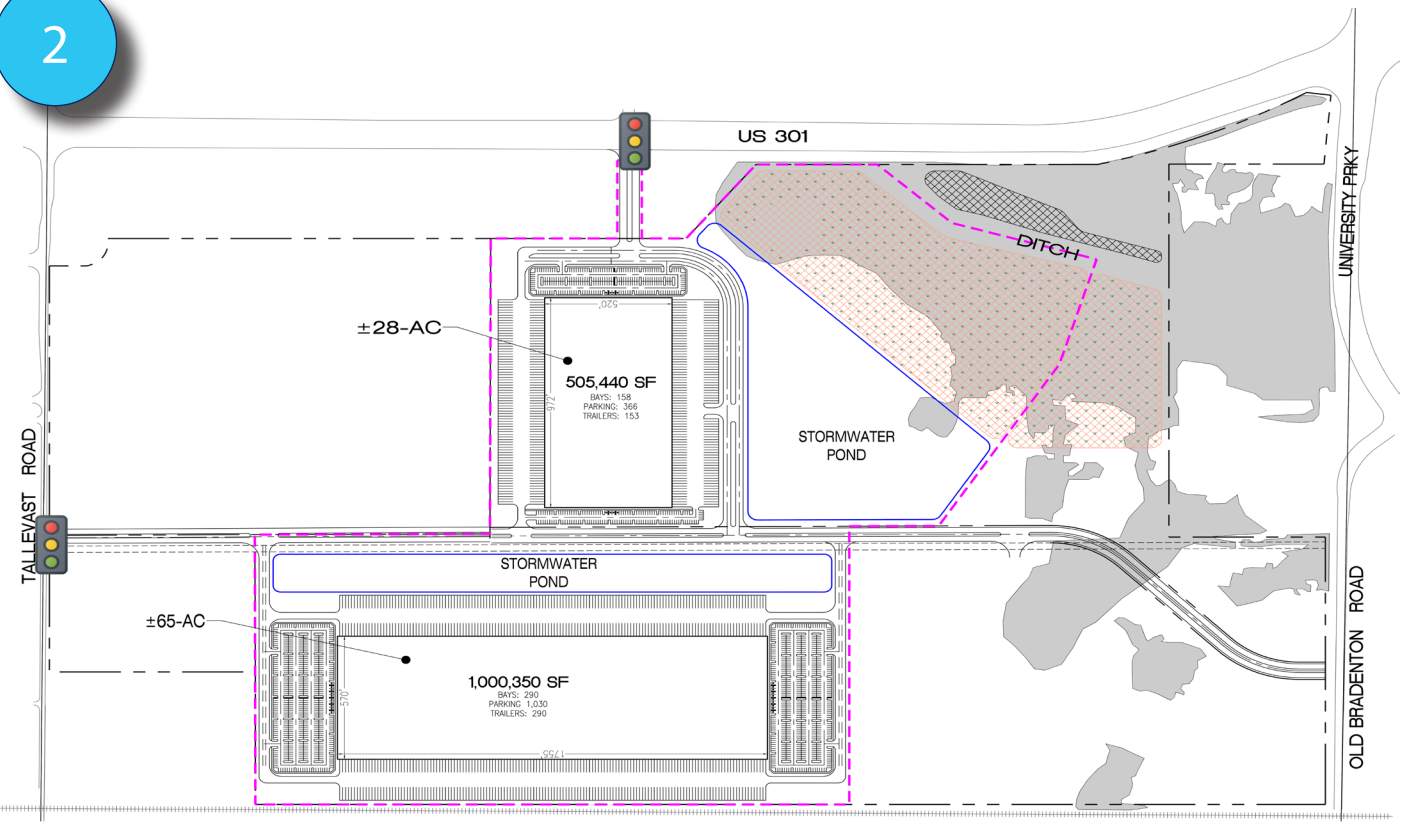 2
US 301
UNIVERSITY PRKY
DITCH
±28-AC
520'
972'
505,440 SF
BAYS: 158
PARKING: 366
TRAILERS: 153
STORMWATER
POND
TALLEVAST ROAD
STORMWATER
POND
±65-AC
570'
1,000,350 SF
BAYS: 290
PARKING 1,030
TRAILERS: 290
1755'
OLD BRADENTON ROAD